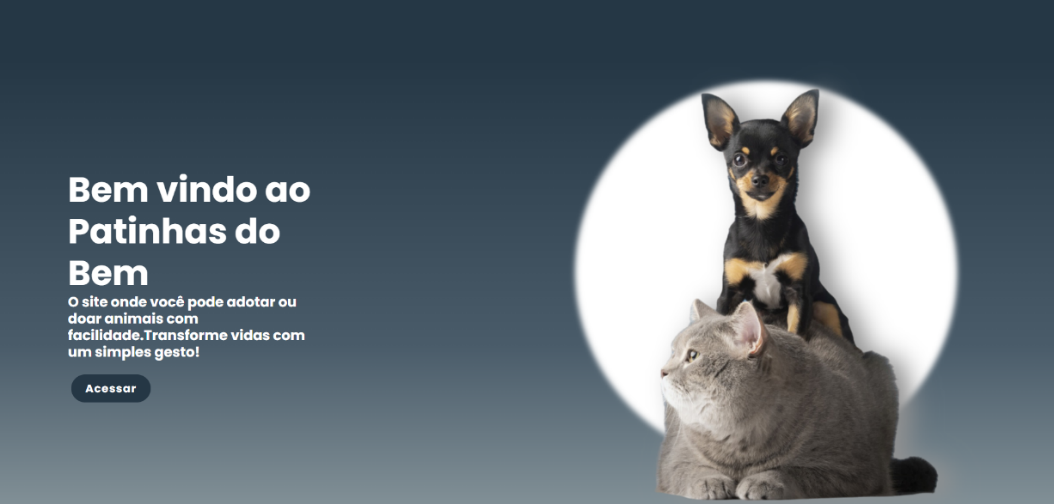 Bem vindo ao
Patinhas do
Bem
O site onde você pode adotar ou
doar animais com
facilidade.Transforme vidas com
um simples gesto!
Acessar